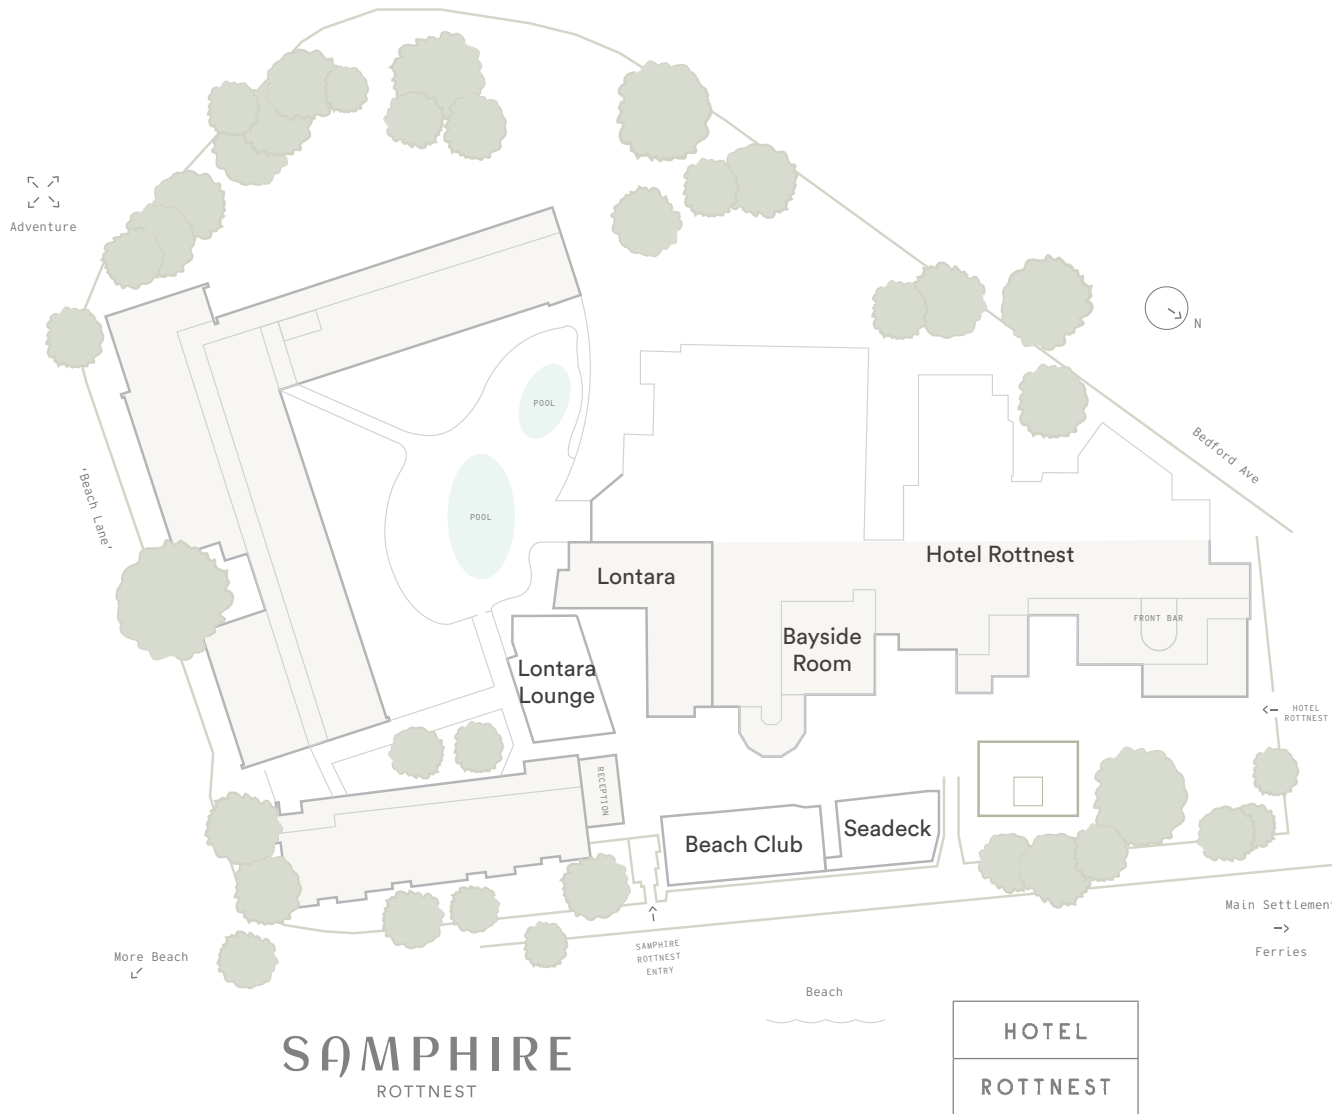 Adventure
N
Bedford Ave
'Beach Lane'
POOL
POOL
Hotel Rottnest
Lontara
FRONT BAR
Bayside
Room
Lontara
Lounge
HOTEL
ROTTNEST
RECEPTION
Beach Club
Seadeck
Main Settlement
Ferries
More Beach
SAMPHIRE
ROTTNEST
ENTRY
Beach
SAMPHIRE
ROTTNEST
HOTEL
ROTTNEST